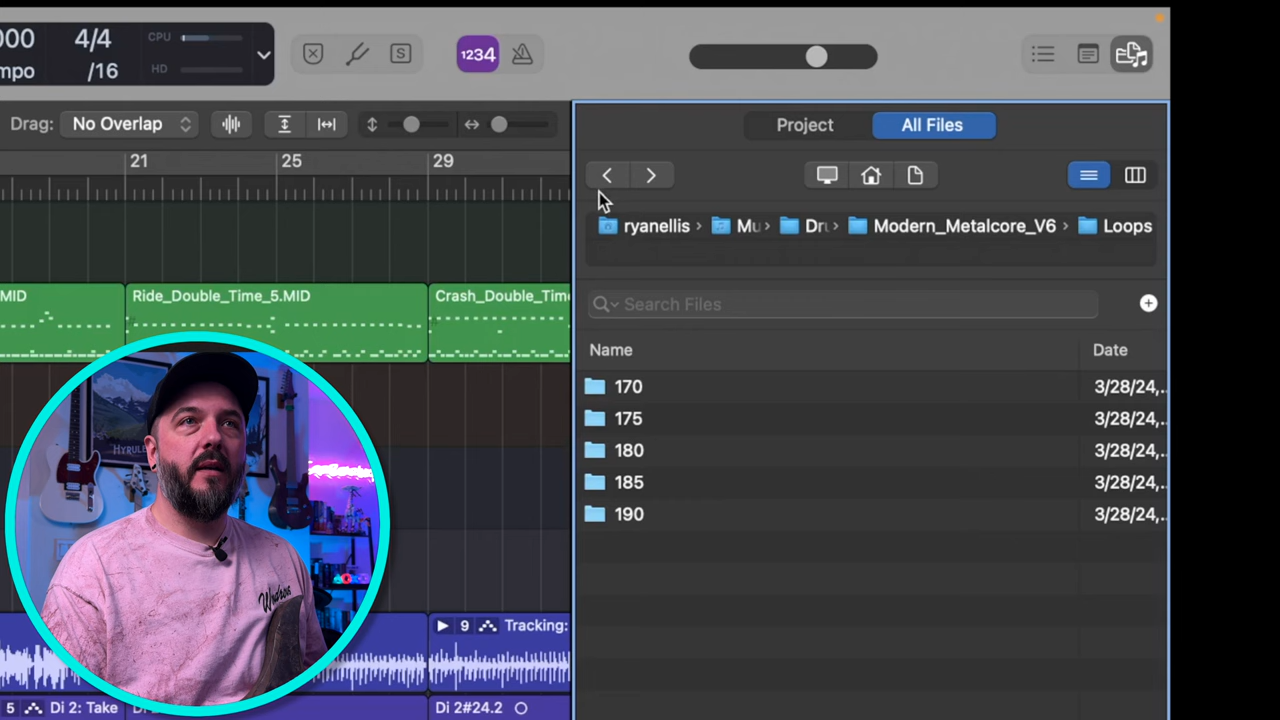 000 4/4 CPU
mpo /16 HD
S
1234
Drag: No Overlap
Project All Files
21 25 29
ryanellis › Mu › Dr › Modern_Metalcore_V6 › Loops
MID Ride_Double_Time_5.MID Crash_Double_Tim
Search Files
Name Date
170 3/28/24,..
175 3/28/24,..
180 3/28/24,..
185 3/28/24,..
190 3/28/24,..
HYRULE
9 Tracking:
5 Di 2: Take
Di 2#24.2